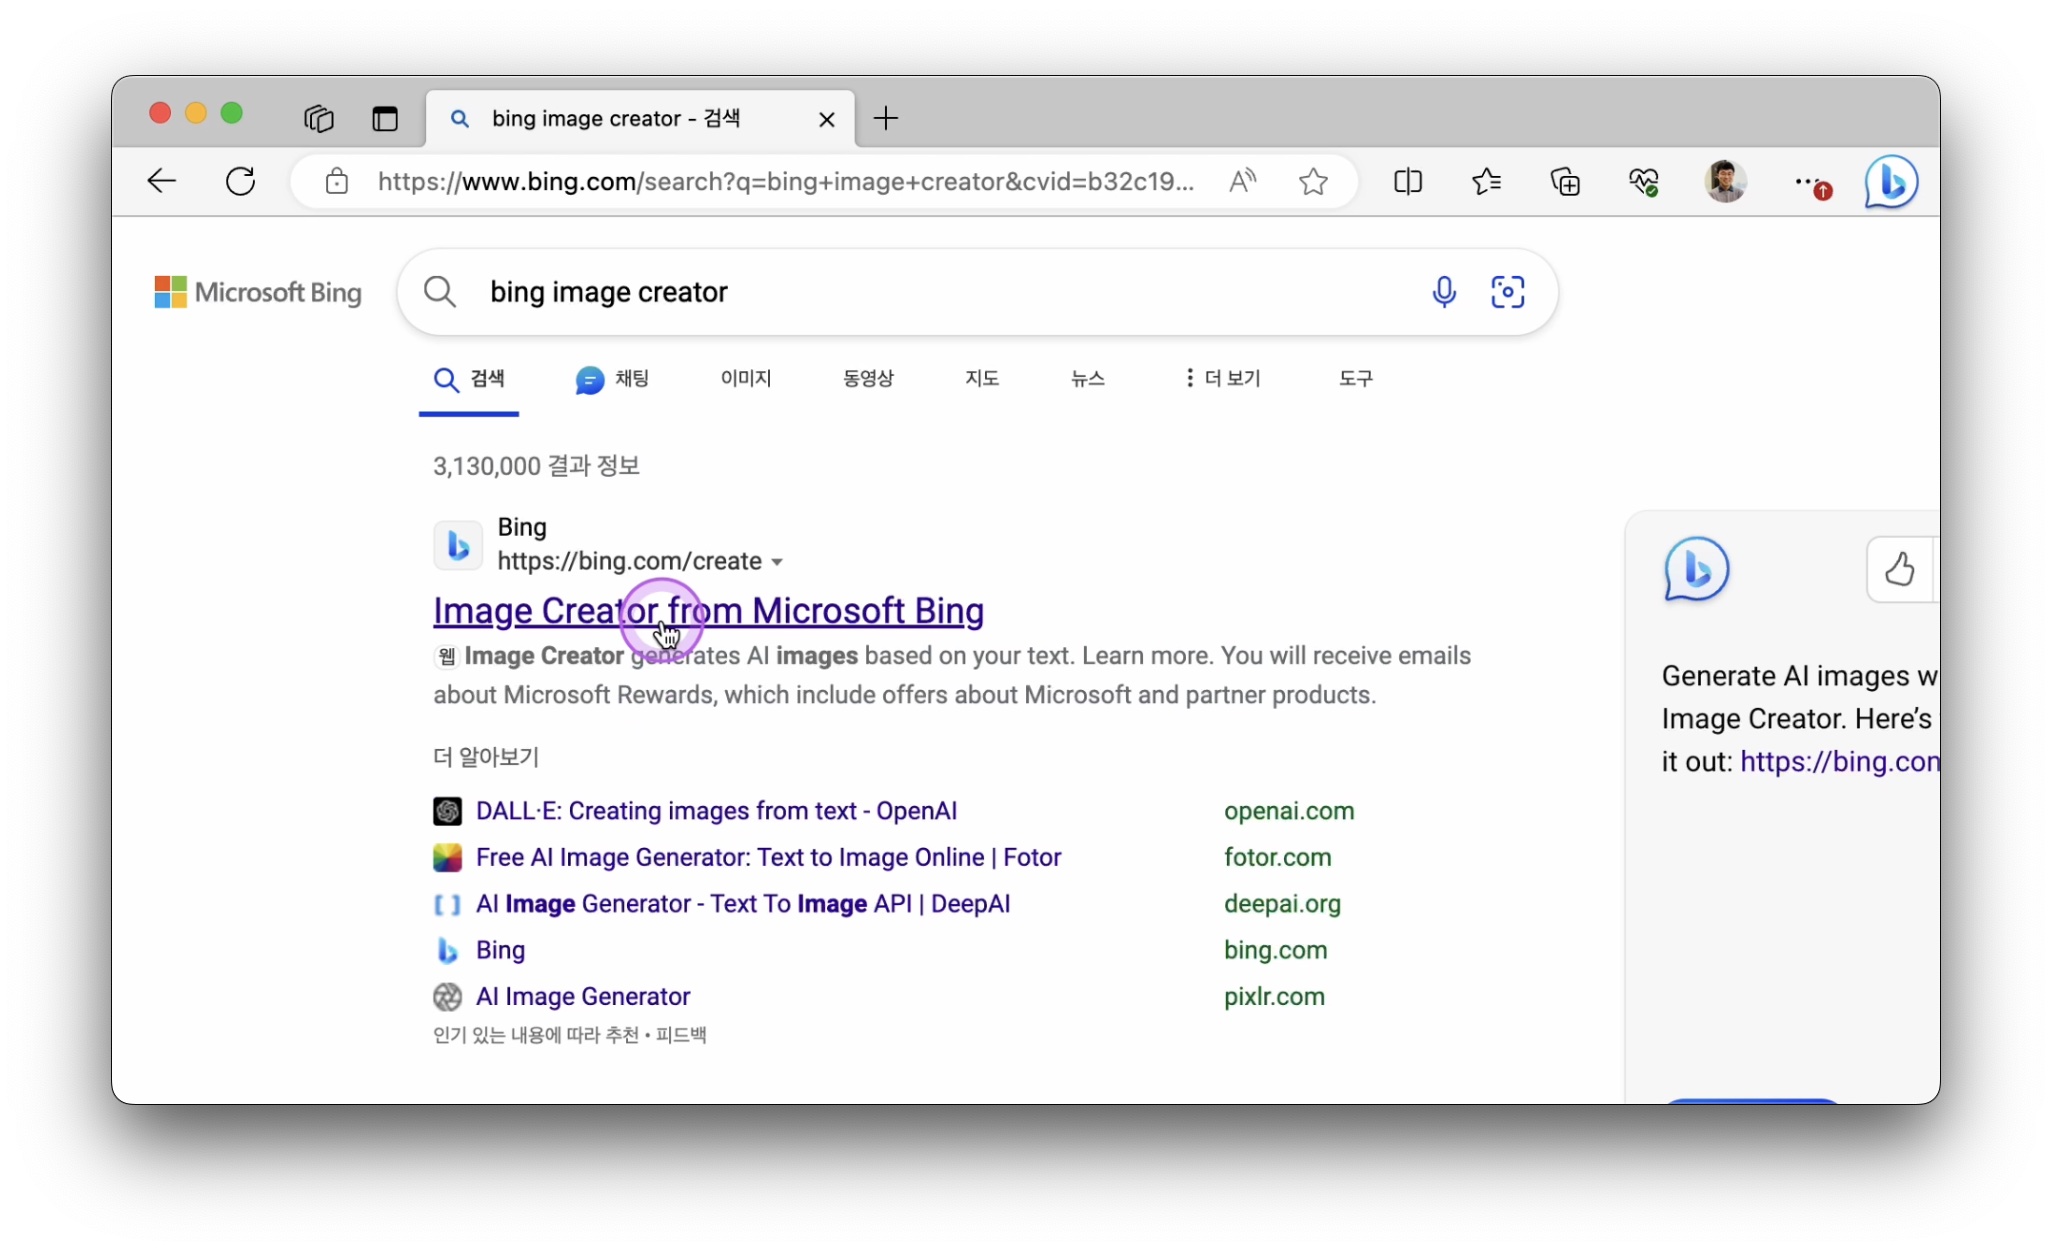 bing image creator - 검색
https://www.bing.com/search?q=bing+image+creator&cvid=b32c19...
Microsoft Bing
bing image creator
검색 채팅 이미지 동영상 지도 뉴스 더 보기 도구
3,130,000 결과 정보
Bing
https://bing.com/create
Image Creator from Microsoft Bing
웹 Image Creator generates AI images based on your text. Learn more. You will receive emails
about Microsoft Rewards, which include offers about Microsoft and partner products.
더 알아보기
DALL·E: Creating images from text - OpenAI openai.com
Free AI Image Generator: Text to Image Online | Fotor fotor.com
AI Image Generator - Text To Image API | DeepAI deepai.org
Bing bing.com
AI Image Generator pixlr.com
인기 있는 내용에 따라 추천 • 피드백
Generate AI images w
Image Creator. Here's
it out: https://bing.con